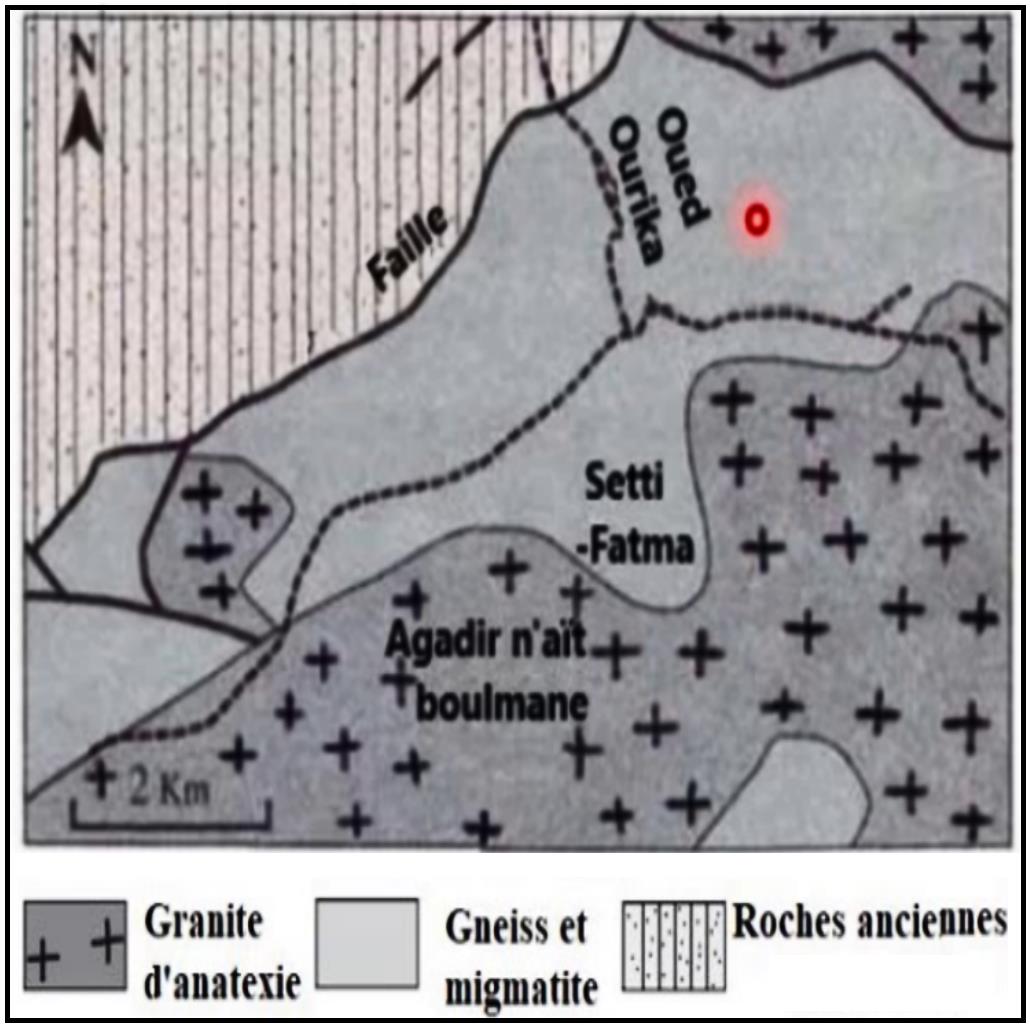 N
Oued
Ourika
o
Faille
Setti
-Fatma
Agadir n'aït
boulmane
2 Km
Granite
d'anatexie
Gneiss et
migmatite
Roches anciennes